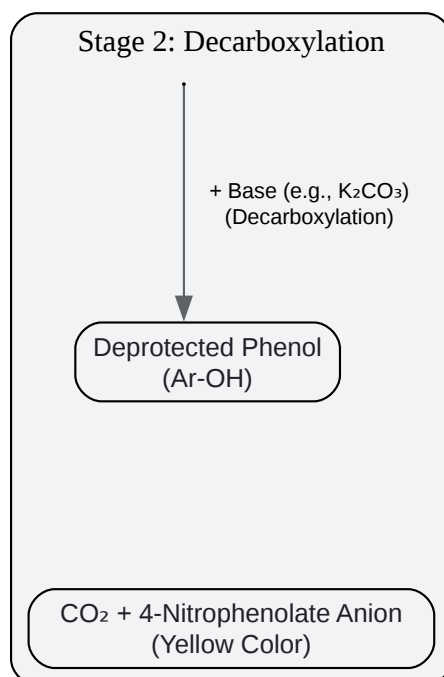 Stage 2: Decarboxylation
+ Base (e.g., K₂CO₃)
(Decarboxylation)
Deprotected Phenol
(Ar-OH)
CO₂ + 4-Nitrophenolate Anion
(Yellow Color)